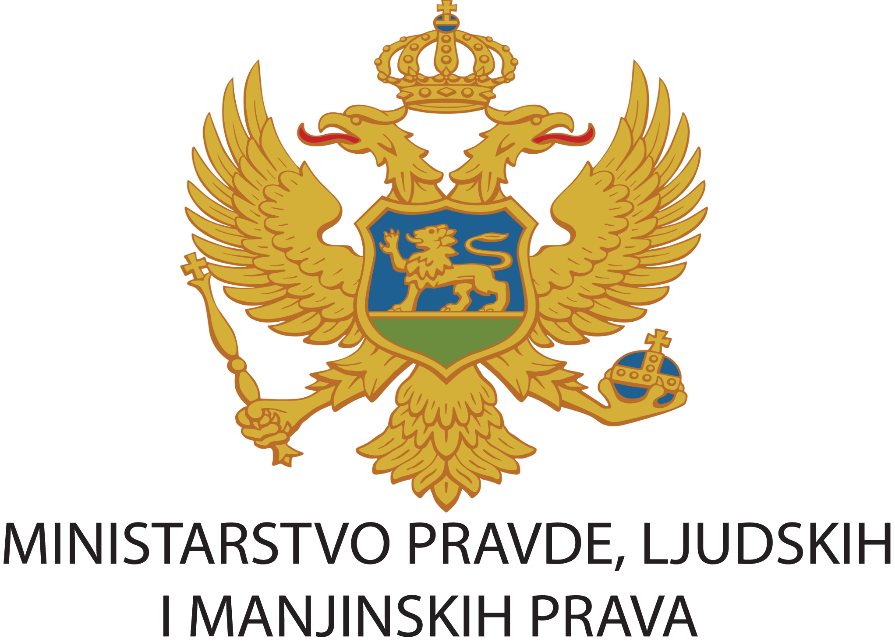 MINISTARSTVO PRAVDE, LJUDSKIH
I MANJINSKIH PRAVA